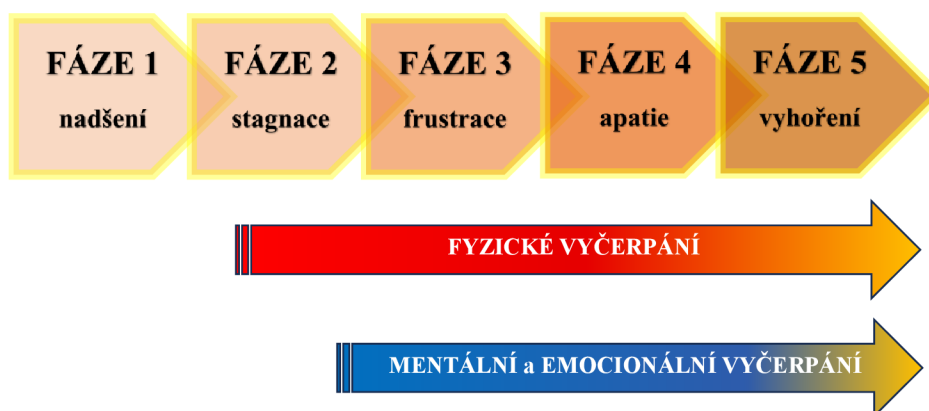 FÁZE 1
nadšení
FÁZE 2
stagnace
FÁZE 3
frustrace
FÁZE 4
apatie
FÁZE 5
vyhoření
FYZICKÉ VYČERPÁNÍ
MENTÁLNÍ a EMOCIONÁLNÍ VYČERPÁNÍ